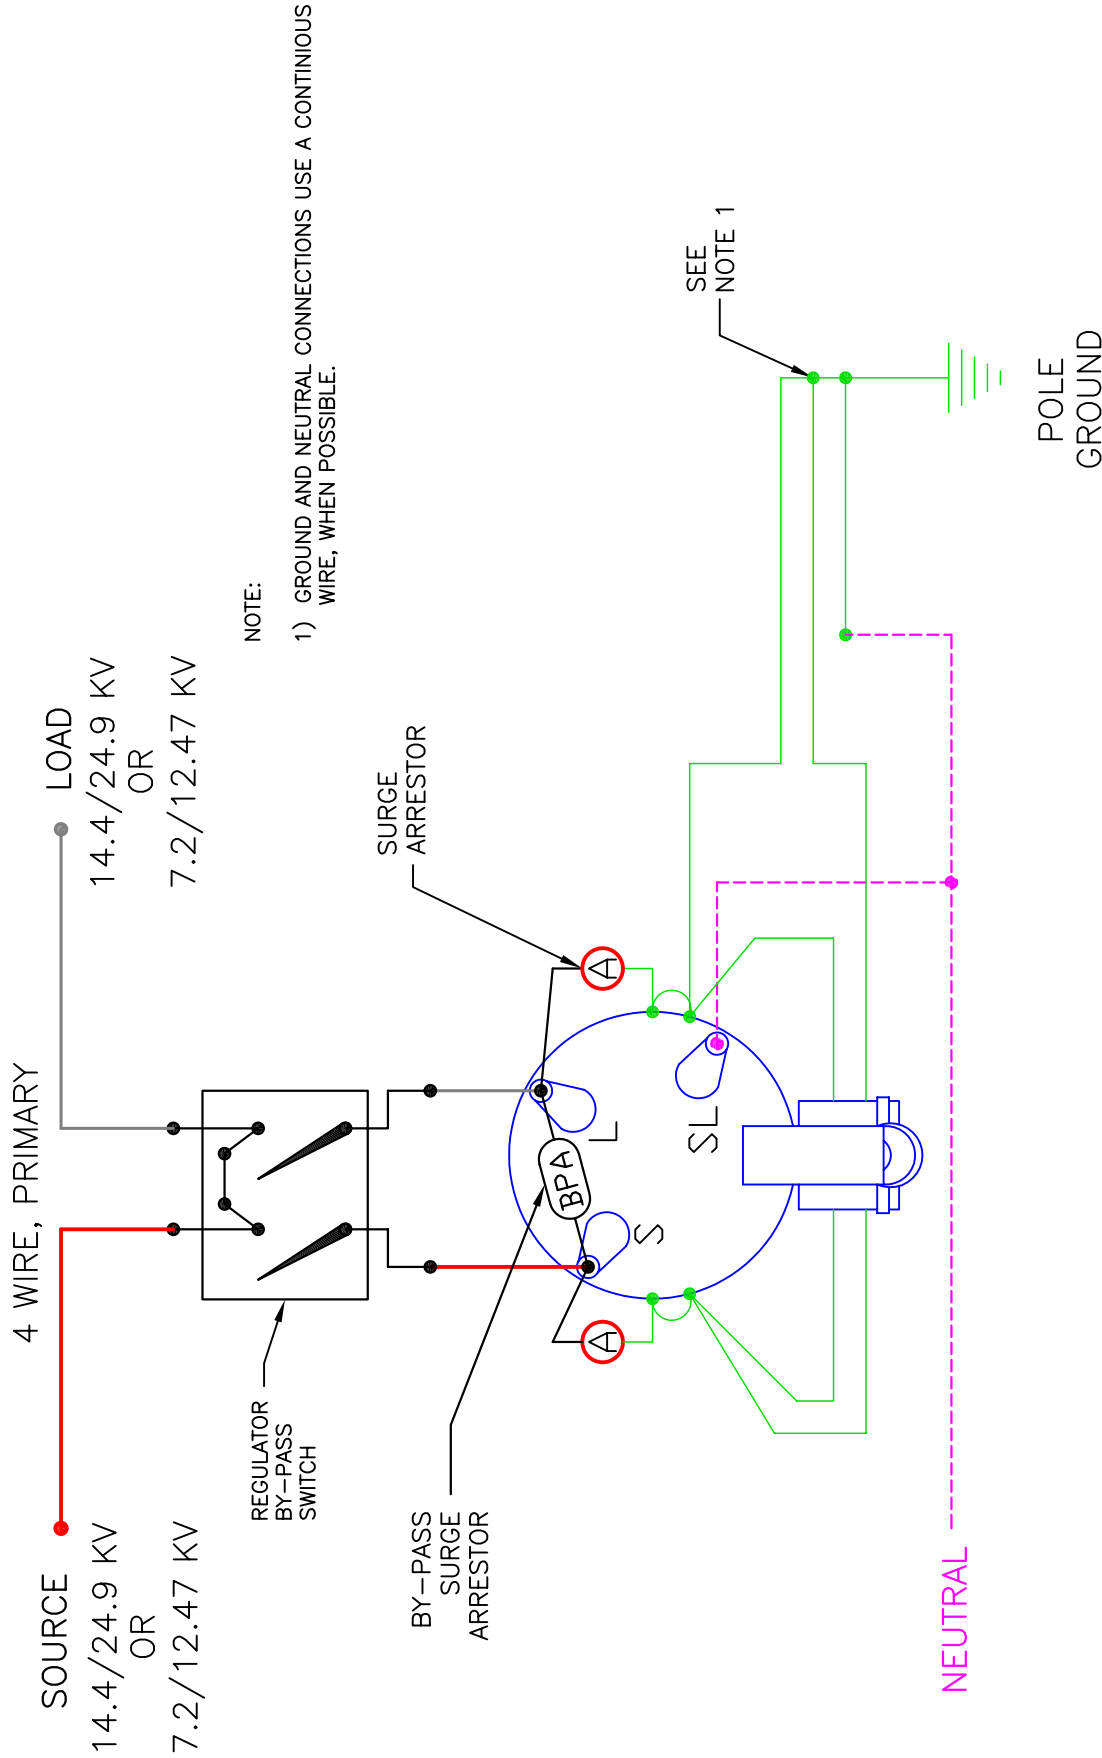 4 WIRE, PRIMARY
SOURCE
14.4/24.9 KV
OR
7.2/12.47 KV
LOAD
14.4/24.9 KV
OR
7.2/12.47 KV
NOTE:
1) GROUND AND NEUTRAL CONNECTIONS USE A CONTINIOUS
WIRE, WHEN POSSIBLE.
REGULATOR
BY-PASS
SWITCH
SURGE
ARRESTOR
BY-PASS
SURGE
ARRESTOR
A
BPA
A
S
L
SL
SEE
NOTE 1
NEUTRAL
POLE
GROUND